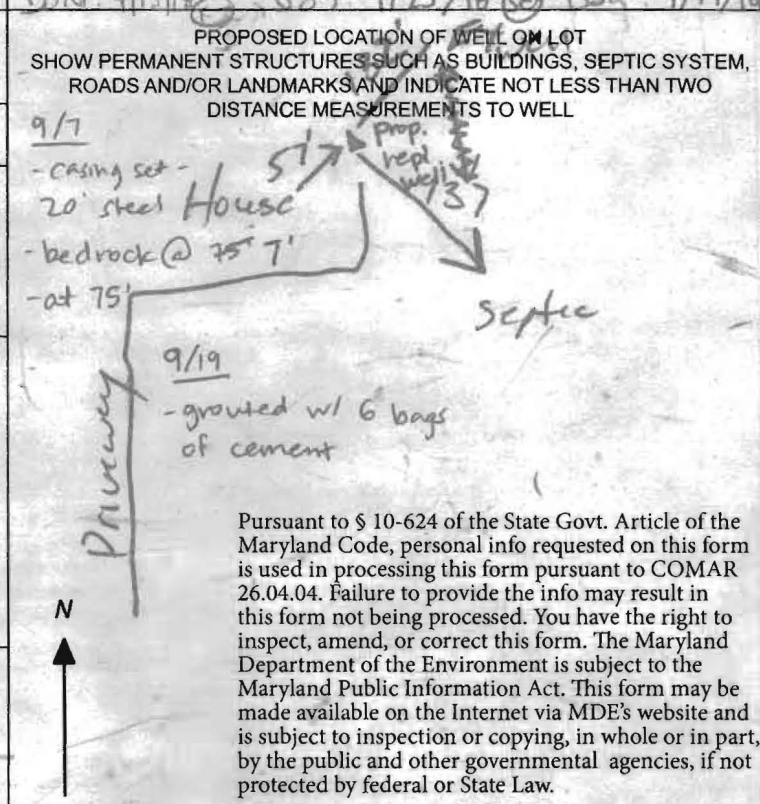 PROPOSED LOCATION OF WELL ON LOT
SHOW PERMANENT STRUCTURES SUCH AS BUILDINGS, SEPTIC SYSTEM,
ROADS AND/OR LANDMARKS AND INDICATE NOT LESS THAN TWO
DISTANCE MEASUREMENTS TO WELL
9/7
- casing set -
20' steel
- bedrock @ 75' 7'
- at 75'
House
51'
prop.
repl
well
137
Septic
9/19
- grouted w/ 6 bags
of cement
Driveway
N
Pursuant to § 10-624 of the State Govt. Article of the
Maryland Code, personal info requested on this form
is used in processing this form pursuant to COMAR
26.04.04. Failure to provide the info may result in
this form not being processed. You have the right to
inspect, amend, or correct this form. The Maryland
Department of the Environment is subject to the
Maryland Public Information Act. This form may be
made available on the Internet via MDE's website and
is subject to inspection or copying, in whole or in part,
by the public and other governmental agencies, if not
protected by federal or State Law.